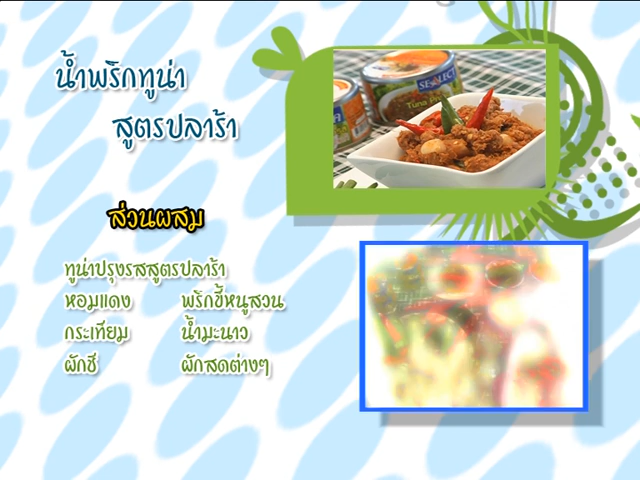 น้ำพริกทูน่า
สูตรปลาร้า
SEALECT
Tuna
ส่วนผสม
ทูน่าปรุงรสสูตรปลาร้า
หอมแดง พริกขี้หนูสวน
กระเทียม น้ำมะนาว
ผักชี ผักสดต่างๆ